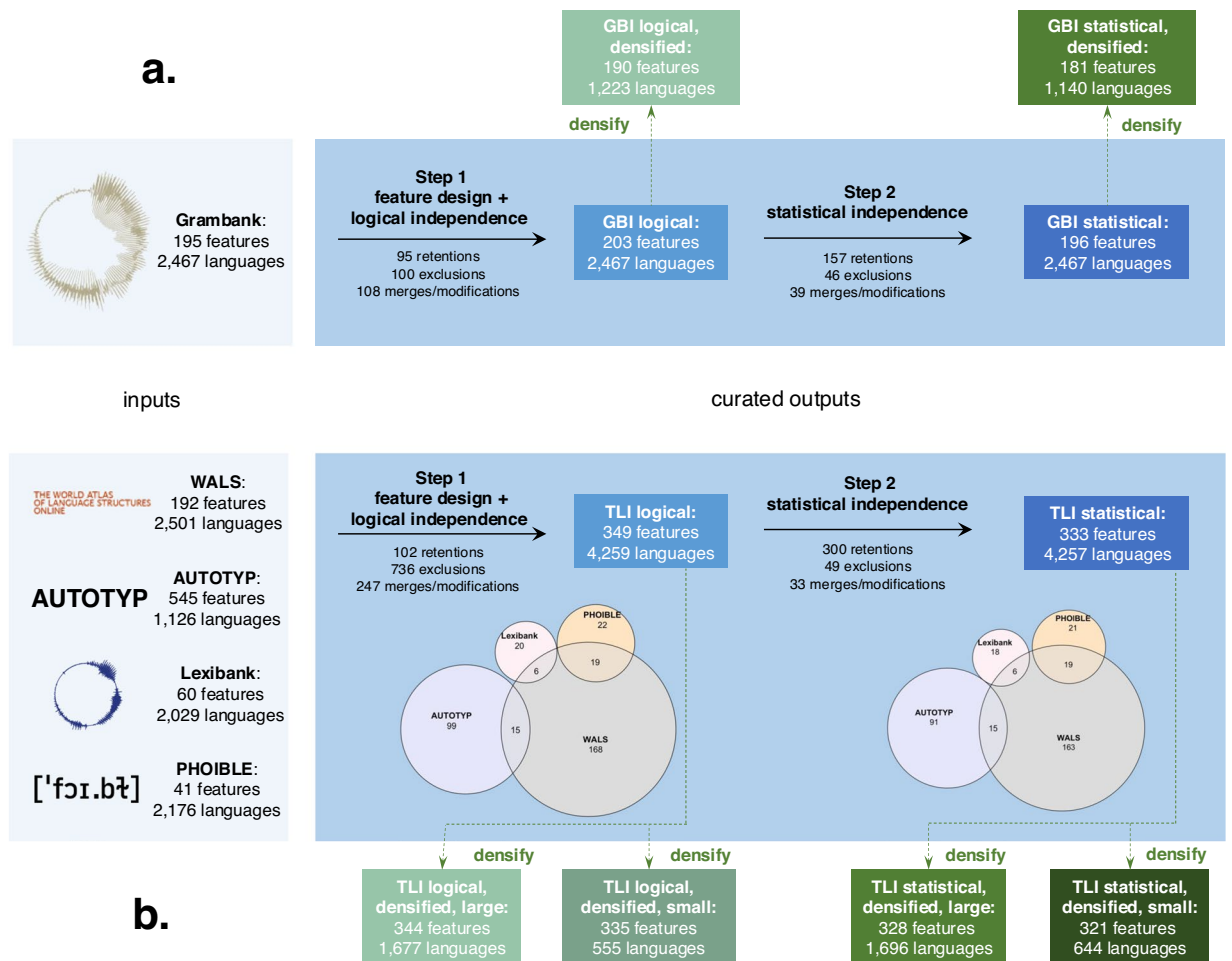 a.
GBI logical,
densified:
190 features
1,223 languages
GBI statistical,
densified:
181 features
1,140 languages
densify
densify
Grambank:
195 features
2,467 languages
Step 1
feature design +
logical independence
95 retentions
100 exclusions
108 merges/modifications
GBI logical:
203 features
2,467 languages
Step 2
statistical independence
157 retentions
46 exclusions
39 merges/modifications
GBI statistical:
196 features
2,467 languages
inputs
curated outputs
THE WORLD ATLAS
OF LANGUAGE STRUCTURES
ONLINE
WALS:
192 features
2,501 languages
AUTOTYP
AUTOTYP:
545 features
1,126 languages
Lexibank:
60 features
2,029 languages
[ˈfɔɪ.bɫ]
PHOIBLE:
41 features
2,176 languages
Step 1
feature design +
logical independence
102 retentions
736 exclusions
247 merges/modifications
TLI logical:
349 features
4,259 languages
PHOIBLE
22
Lexibank
20
6
19
AUTOTYP
99
15
WALS
168
Step 2
statistical independence
300 retentions
49 exclusions
33 merges/modifications
TLI statistical:
333 features
4,257 languages
PHOIBLE
21
Lexibank
18
6
19
AUTOTYP
91
15
WALS
163
densify
densify
densify
densify
b.
TLI logical,
densified, large:
344 features
1,677 languages
TLI logical,
densified, small:
335 features
555 languages
TLI statistical,
densified, large:
328 features
1,696 languages
TLI statistical,
densified, small:
321 features
644 languages